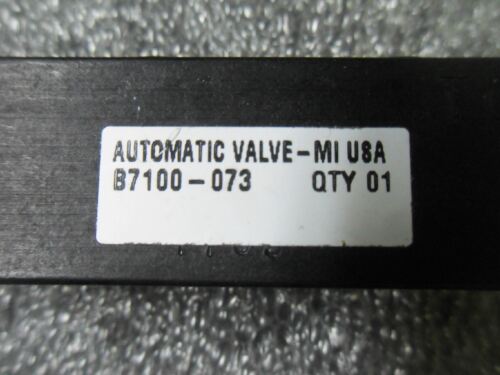 AUTOMATIC VALVE-MI USA
B7100-073 QTY 01